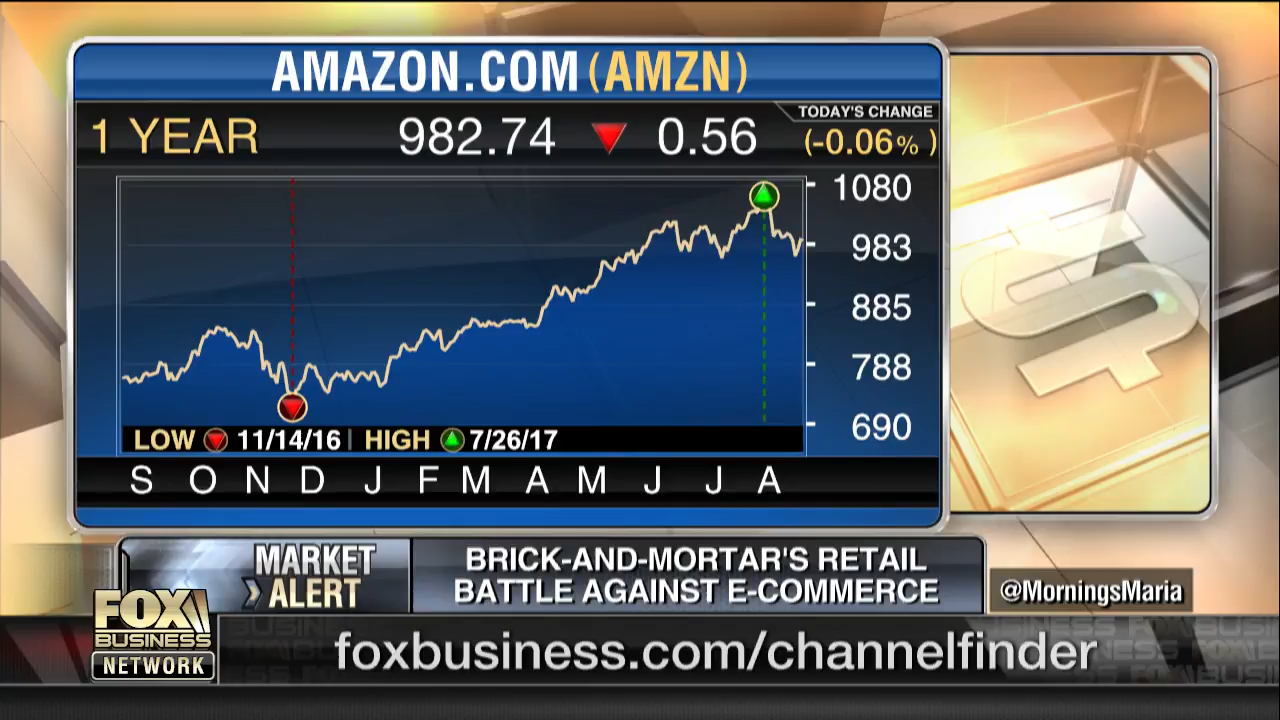 AMAZON.COM (AMZN)
TODAY'S CHANGE
1 YEAR 982.74 0.56 (-0.06%)
1080
983
885
788
690
LOW 11/14/16 | HIGH 7/26/17
S O N D J F M A M J J A
MARKET ALERT
BRICK-AND-MORTAR'S RETAIL
BATTLE AGAINST E-COMMERCE
@MorningsMaria
FOX
BUSINESS
NETWORK
foxbusiness.com/channelfinder